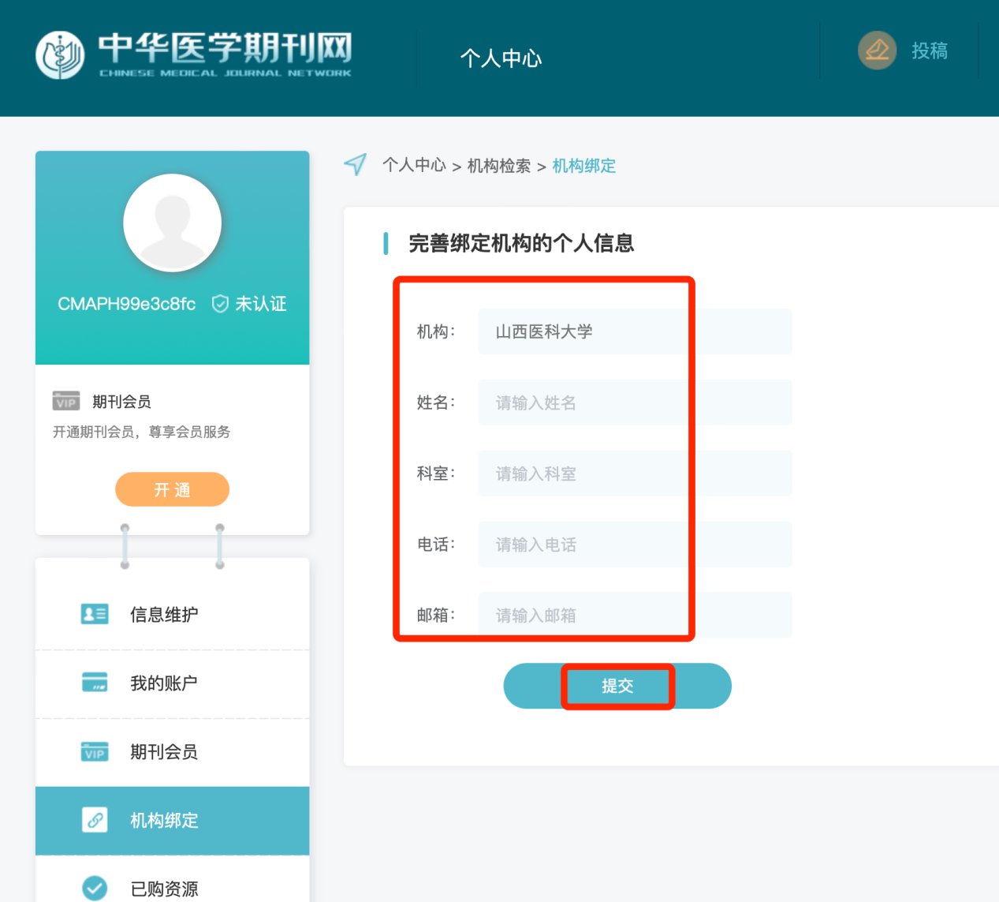 中华医学期刊网
CHINESE MEDICAL JOURNAL NETWORK
个人中心
投稿
CMAPH99e3c8fc 未认证
VIP 期刊会员
开通期刊会员，尊享会员服务
开 通
信息维护
我的账户
VIP 期刊会员
机构绑定
已购资源
个人中心 > 机构检索 > 机构绑定
完善绑定机构的个人信息
机构： 山西医科大学
姓名： 请输入姓名
科室： 请输入科室
电话： 请输入电话
邮箱： 请输入邮箱
提交